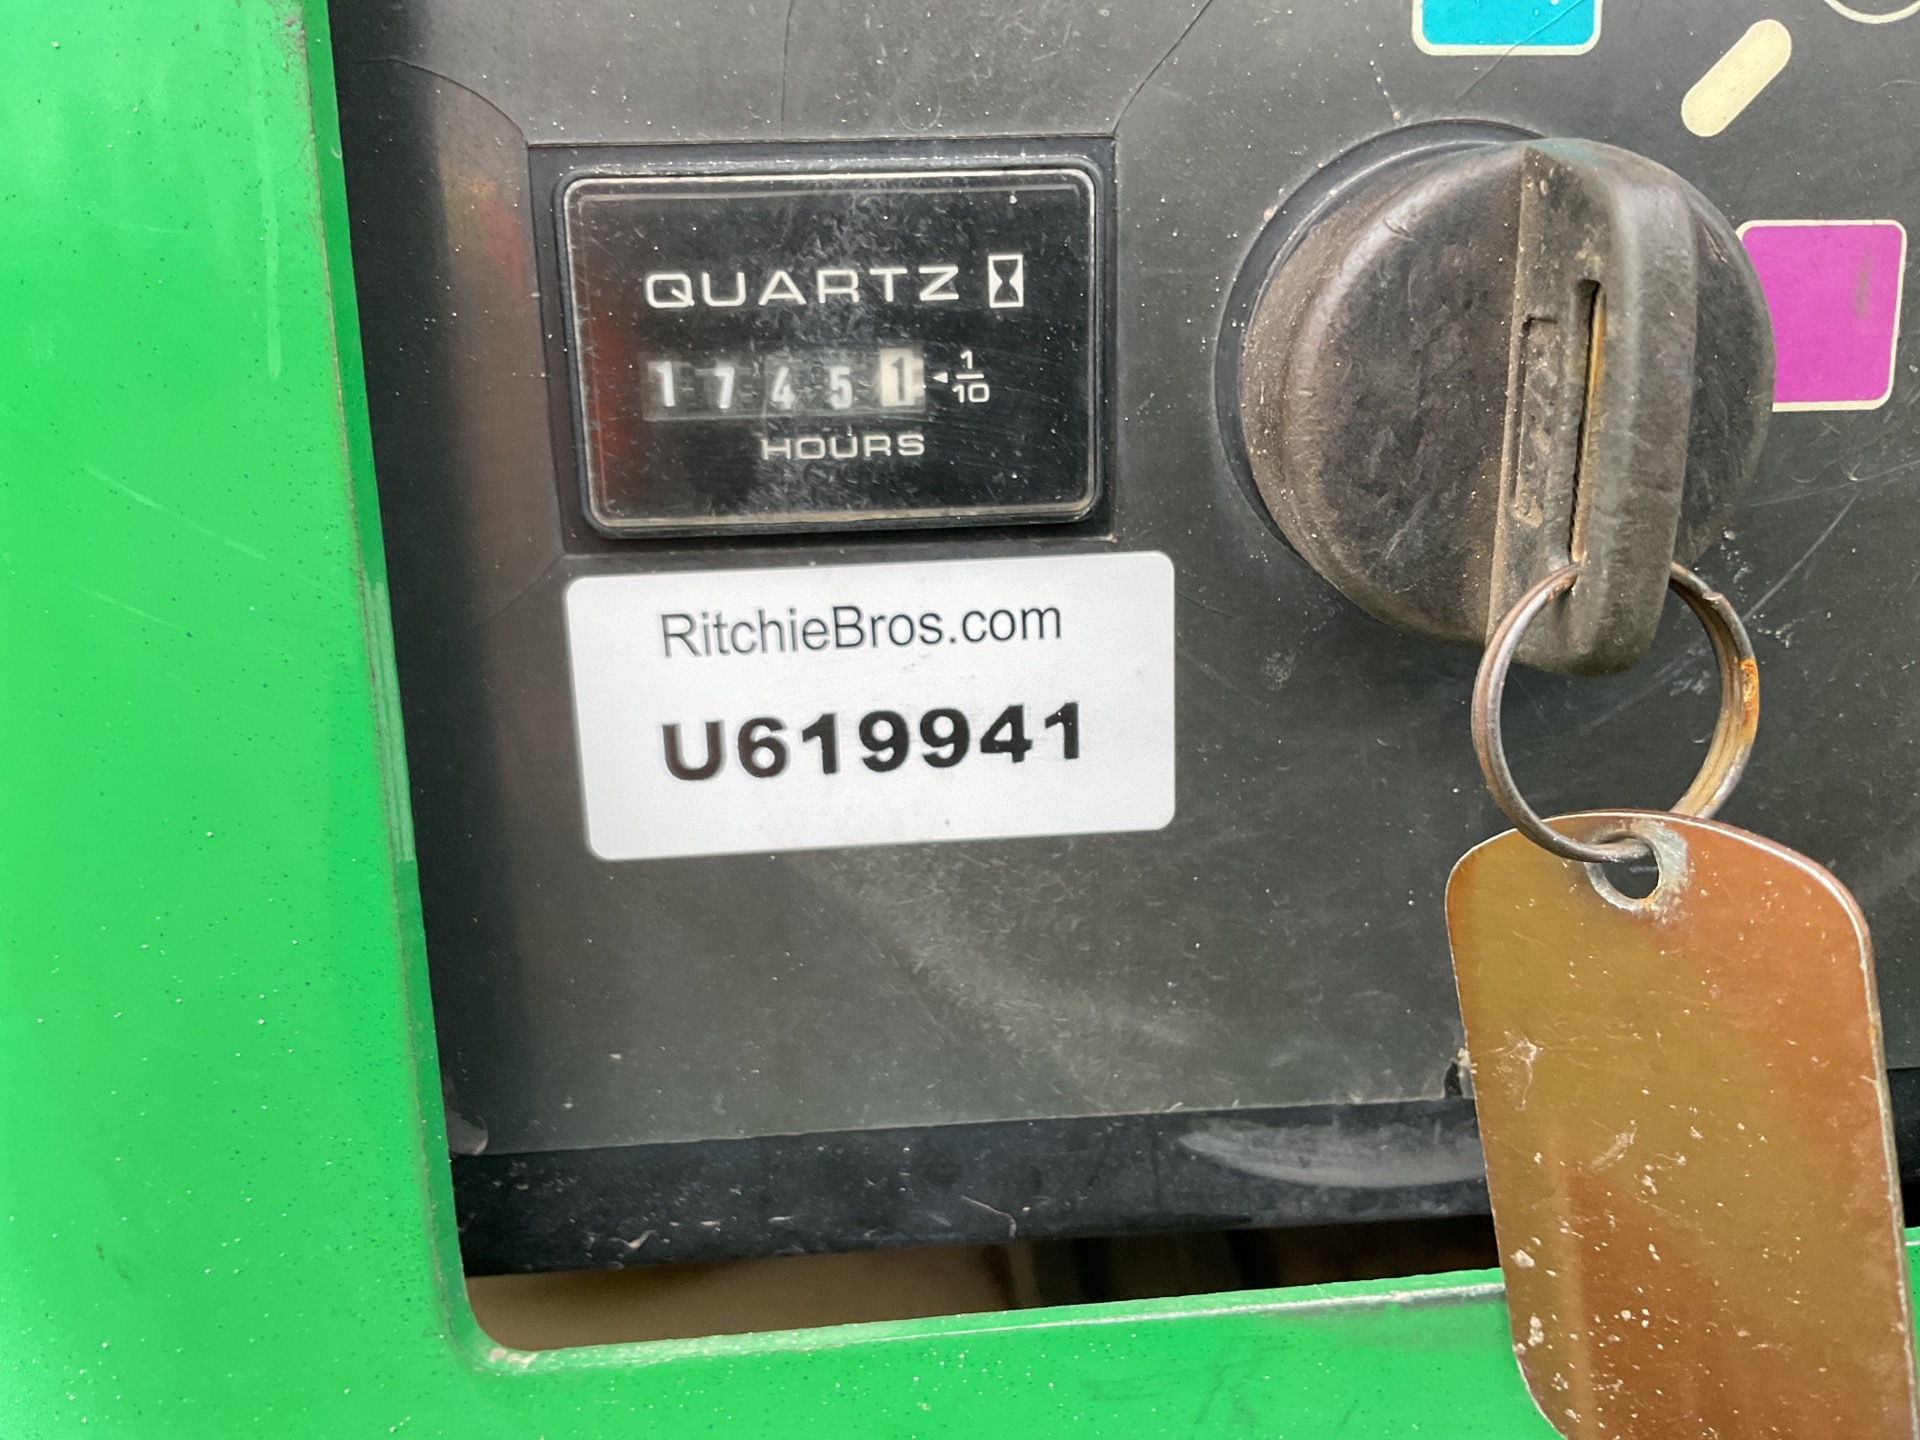 QUARTZ
17451 1/10
HOURS
RitchieBros.com
U619941